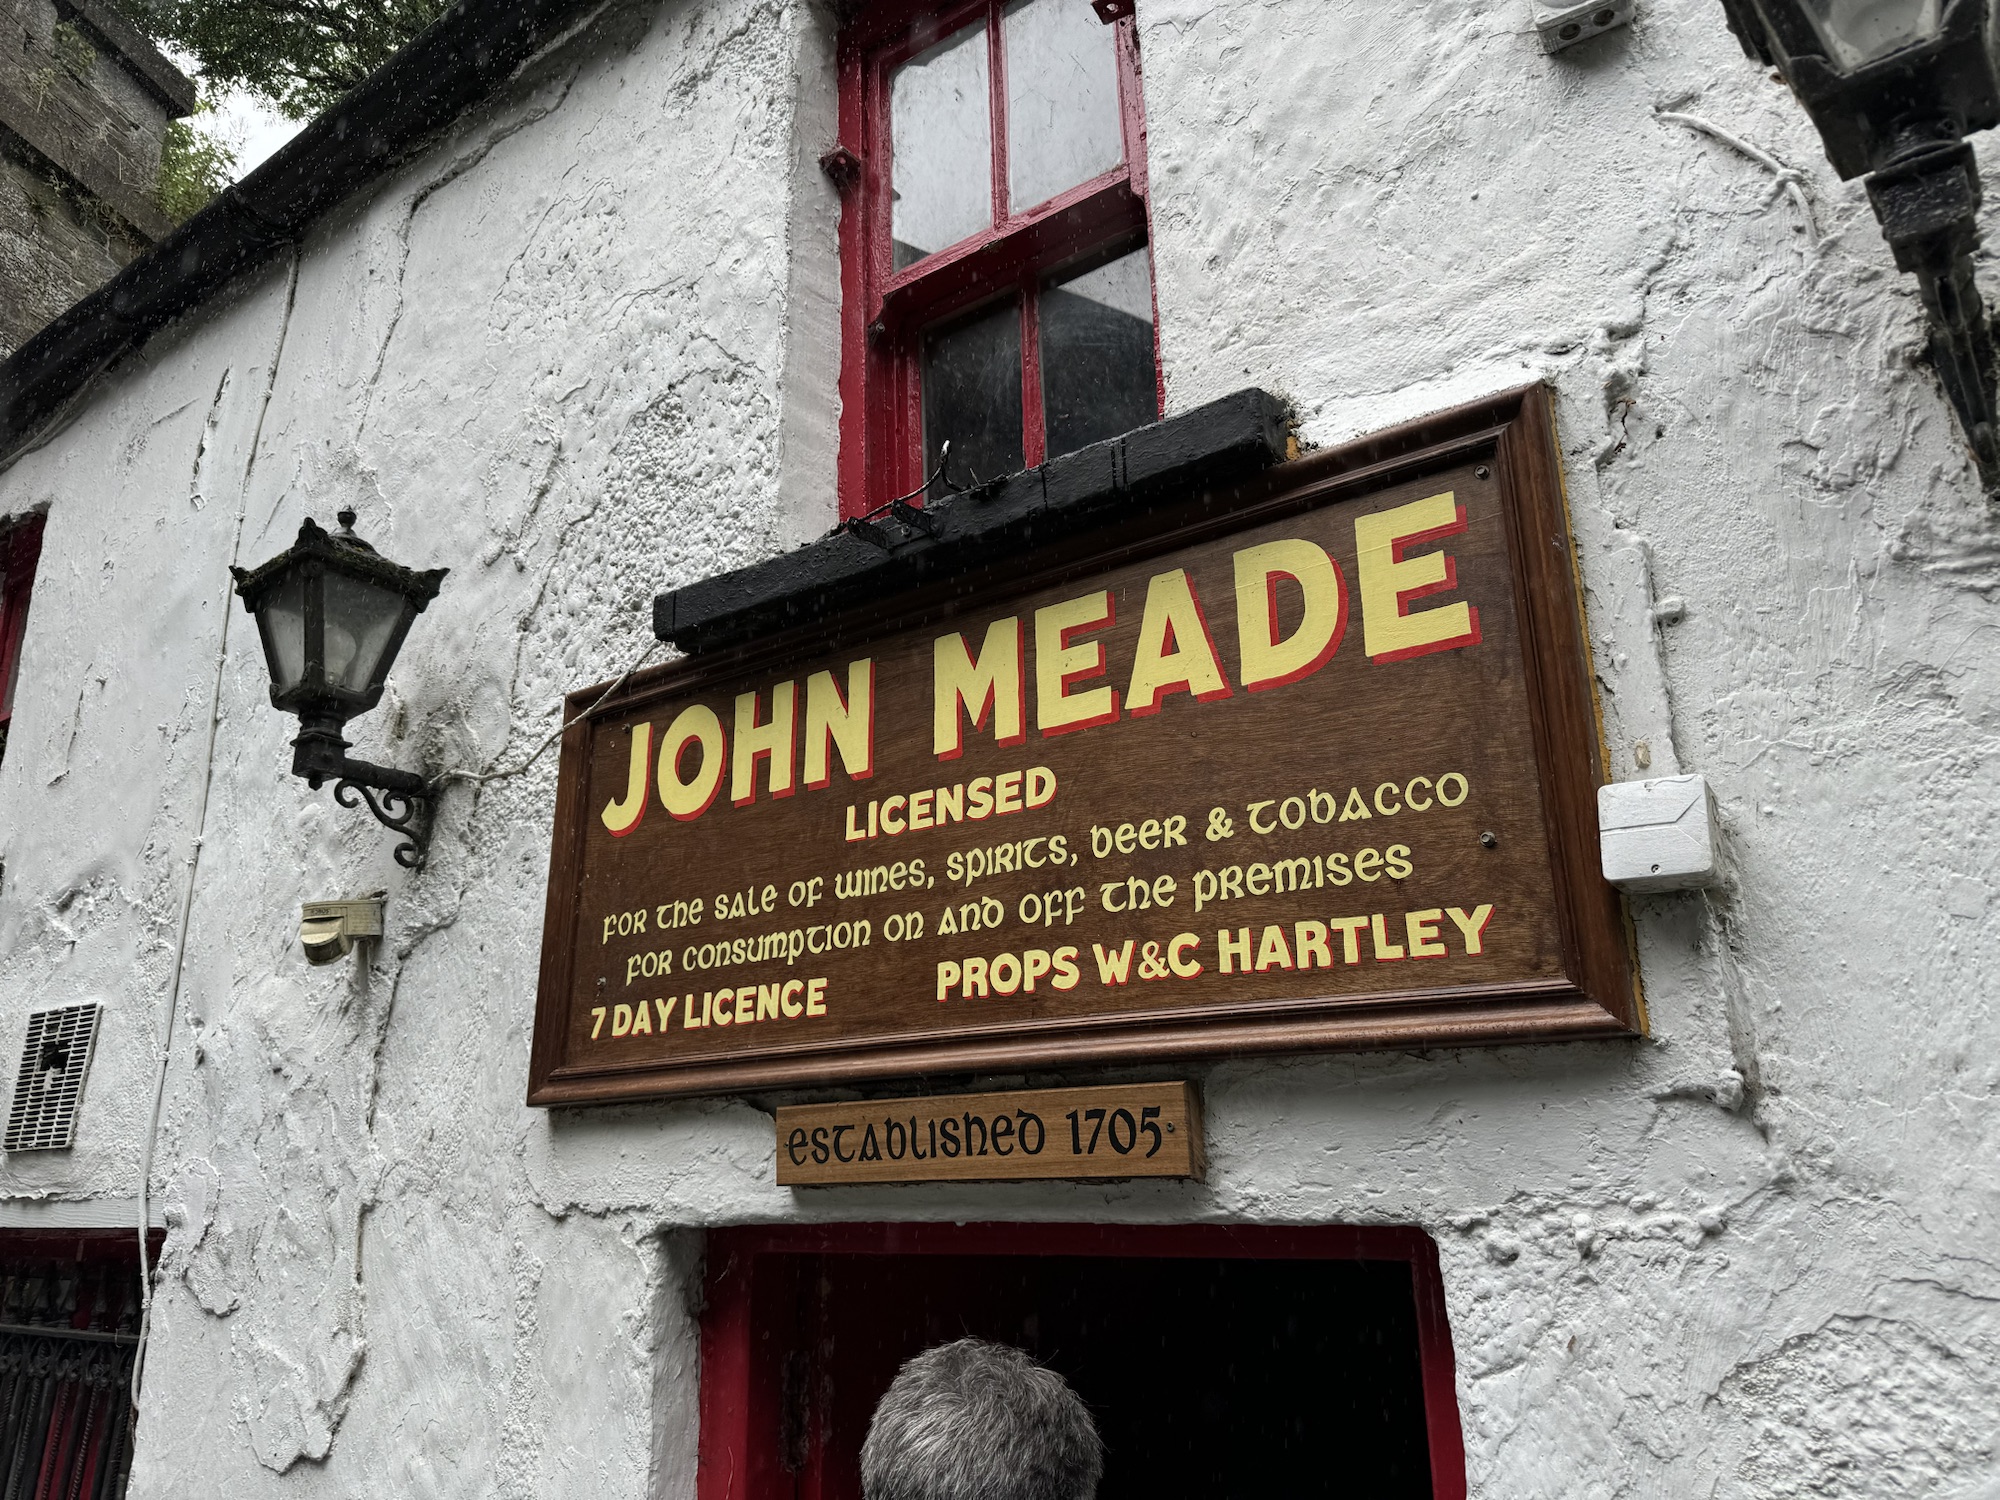 JOHN MEADE
LICENSED
FOR THE SALE OF WINES, SPIRITS, BEER & TOBACCO
FOR CONSUMPTION ON AND OFF THE PREMISES
7 DAY LICENCE PROPS W&C HARTLEY
ESTABLISHED 1705